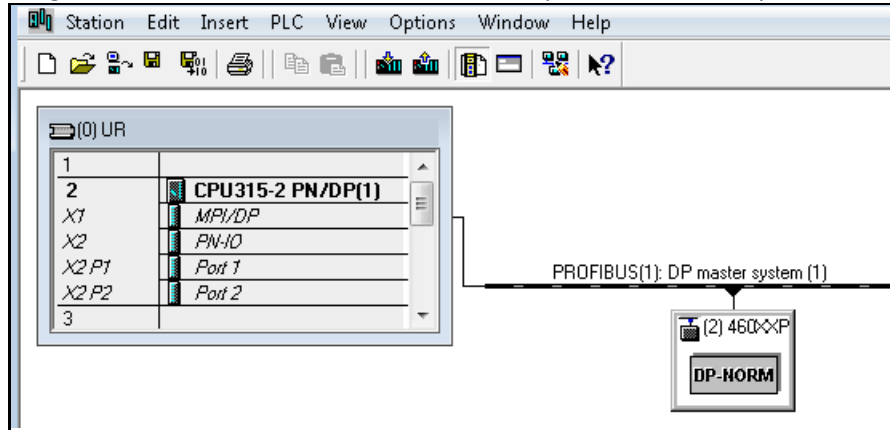 Station Edit Insert PLC View Options Window Help
(0) UR
1
2 CPU315-2 PN/DP(1)
X1 MPI/DP
X2 PN-IO
X2 P1 Port 1
X2 P2 Port 2
3
PROFIBUS(1): DP master system (1)
(2) 460XXP
DP-NORM